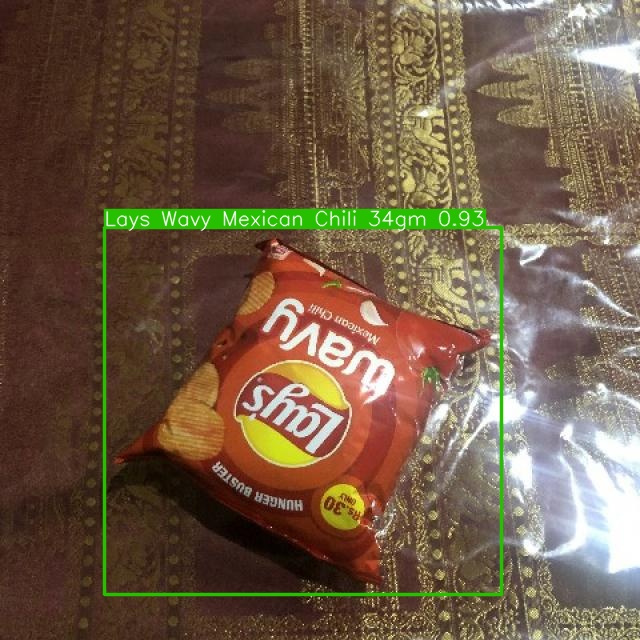 Lays Wavy Mexican Chili 34gm 0.93
HUNGER BUSTER
Rs.30
ONLY
Lay's
wavy
Mexican Chili